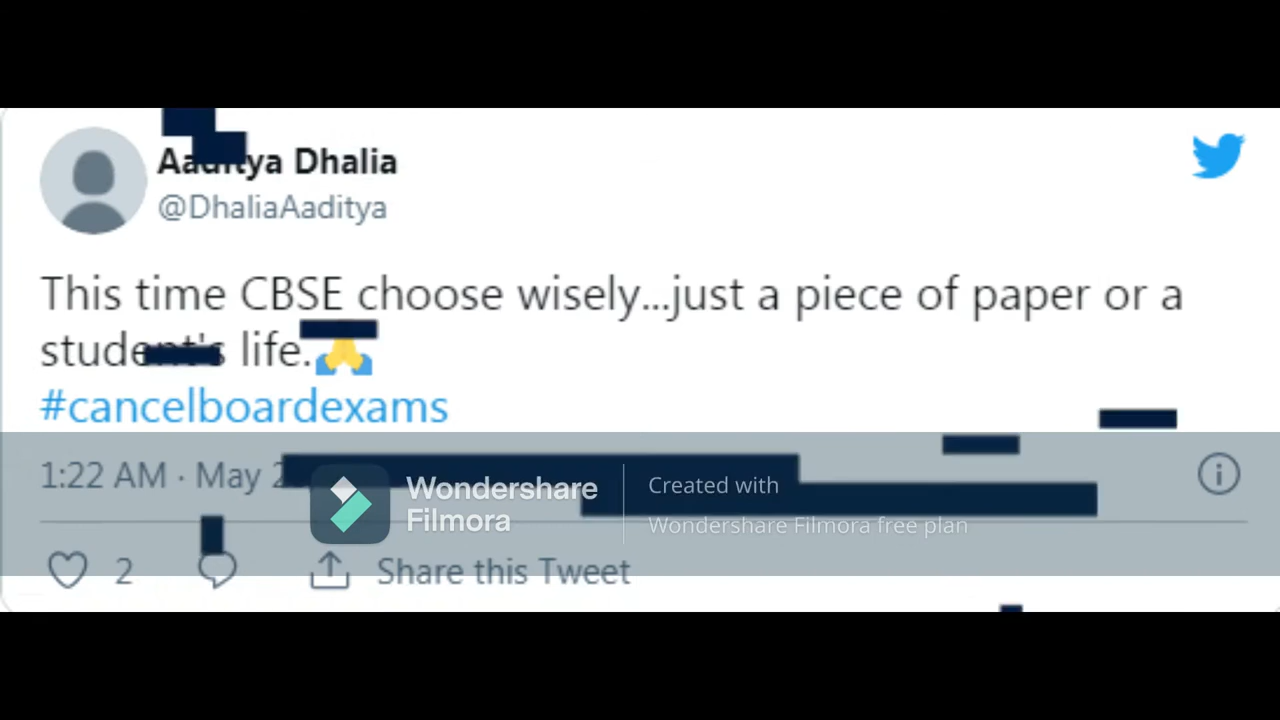 Aaditya Dhalia
@DhaliaAaditya
This time CBSE choose wisely...just a piece of paper or a
student's life.🙏
#cancelboardexams
1:22 AM · May
Wondershare
Filmora
Created with
Wondershare Filmora free plan
2
Share this Tweet